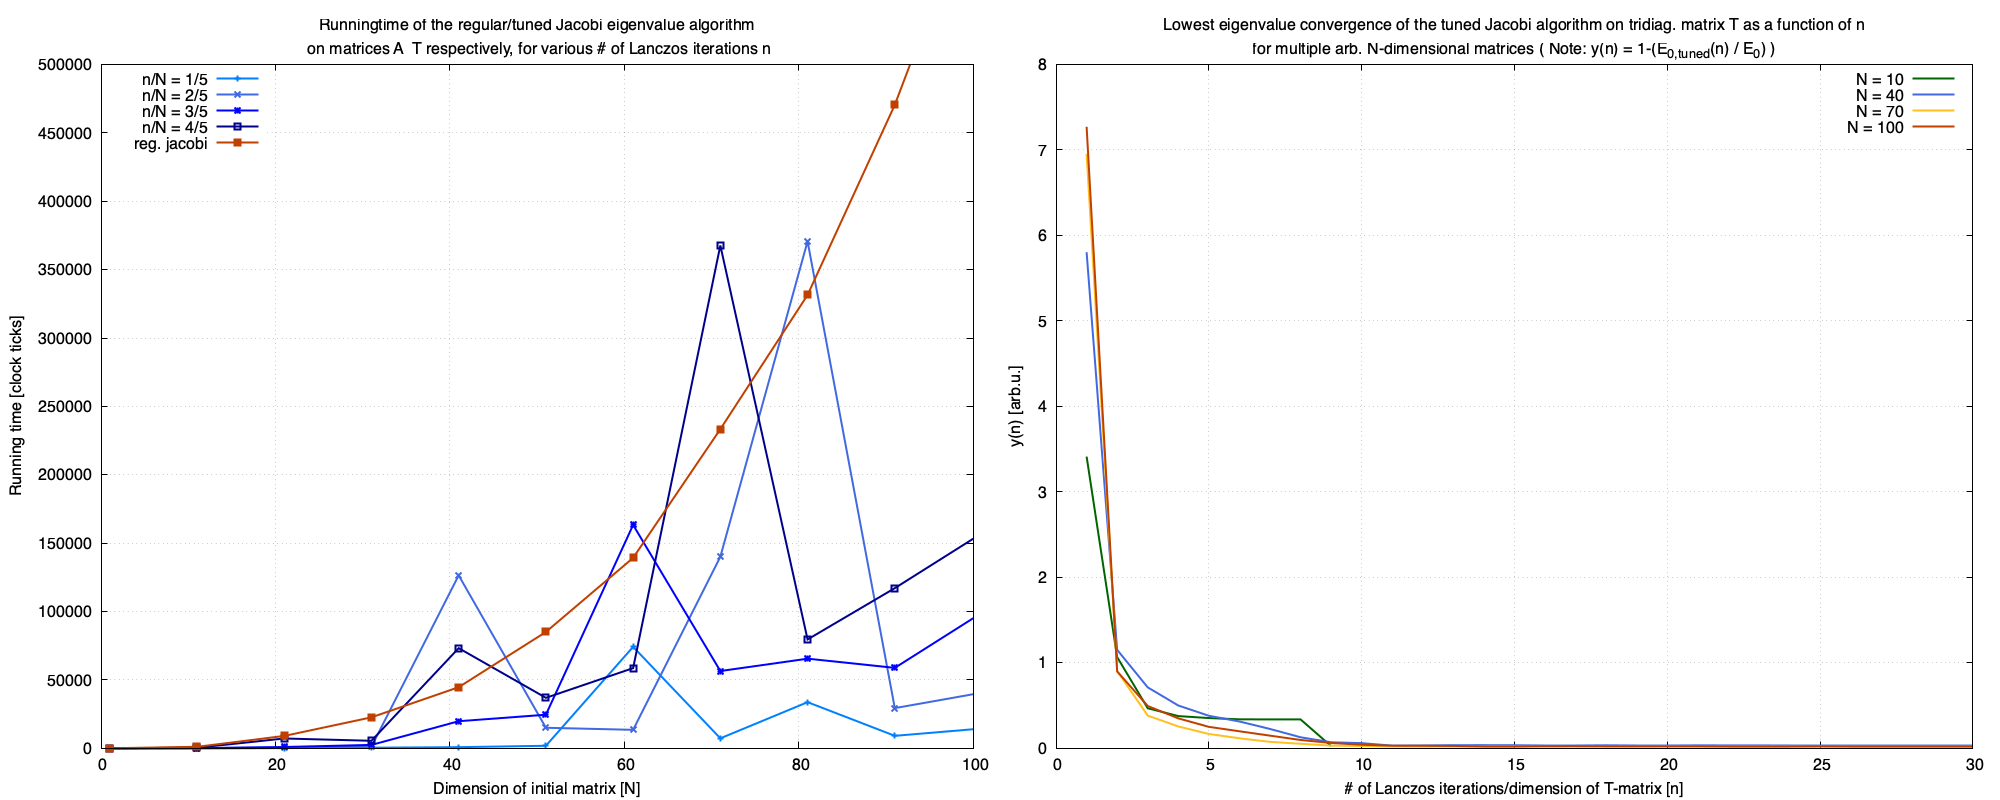 Runningtime of the regular/tuned Jacobi eigenvalue algorithm
on matrices A T respectively, for various # of Lanczos iterations n
500000
450000
400000
350000
300000
250000
200000
150000
100000
50000
0
n/N = 1/5
n/N = 2/5
n/N = 3/5
n/N = 4/5
reg. jacobi
Running time [clock ticks]
0 20 40 60 80 100
Dimension of initial matrix [N]
Lowest eigenvalue convergence of the tuned Jacobi algorithm on tridiag. matrix T as a function of n
for multiple arb. N-dimensional matrices ( Note: y(n) = 1-(E0,tuned(n) / E0) )
8
7
6
5
4
3
2
1
0
N = 10
N = 40
N = 70
N = 100
y(n) [arb.u.]
0 5 10 15 20 25 30
# of Lanczos iterations/dimension of T-matrix [n]